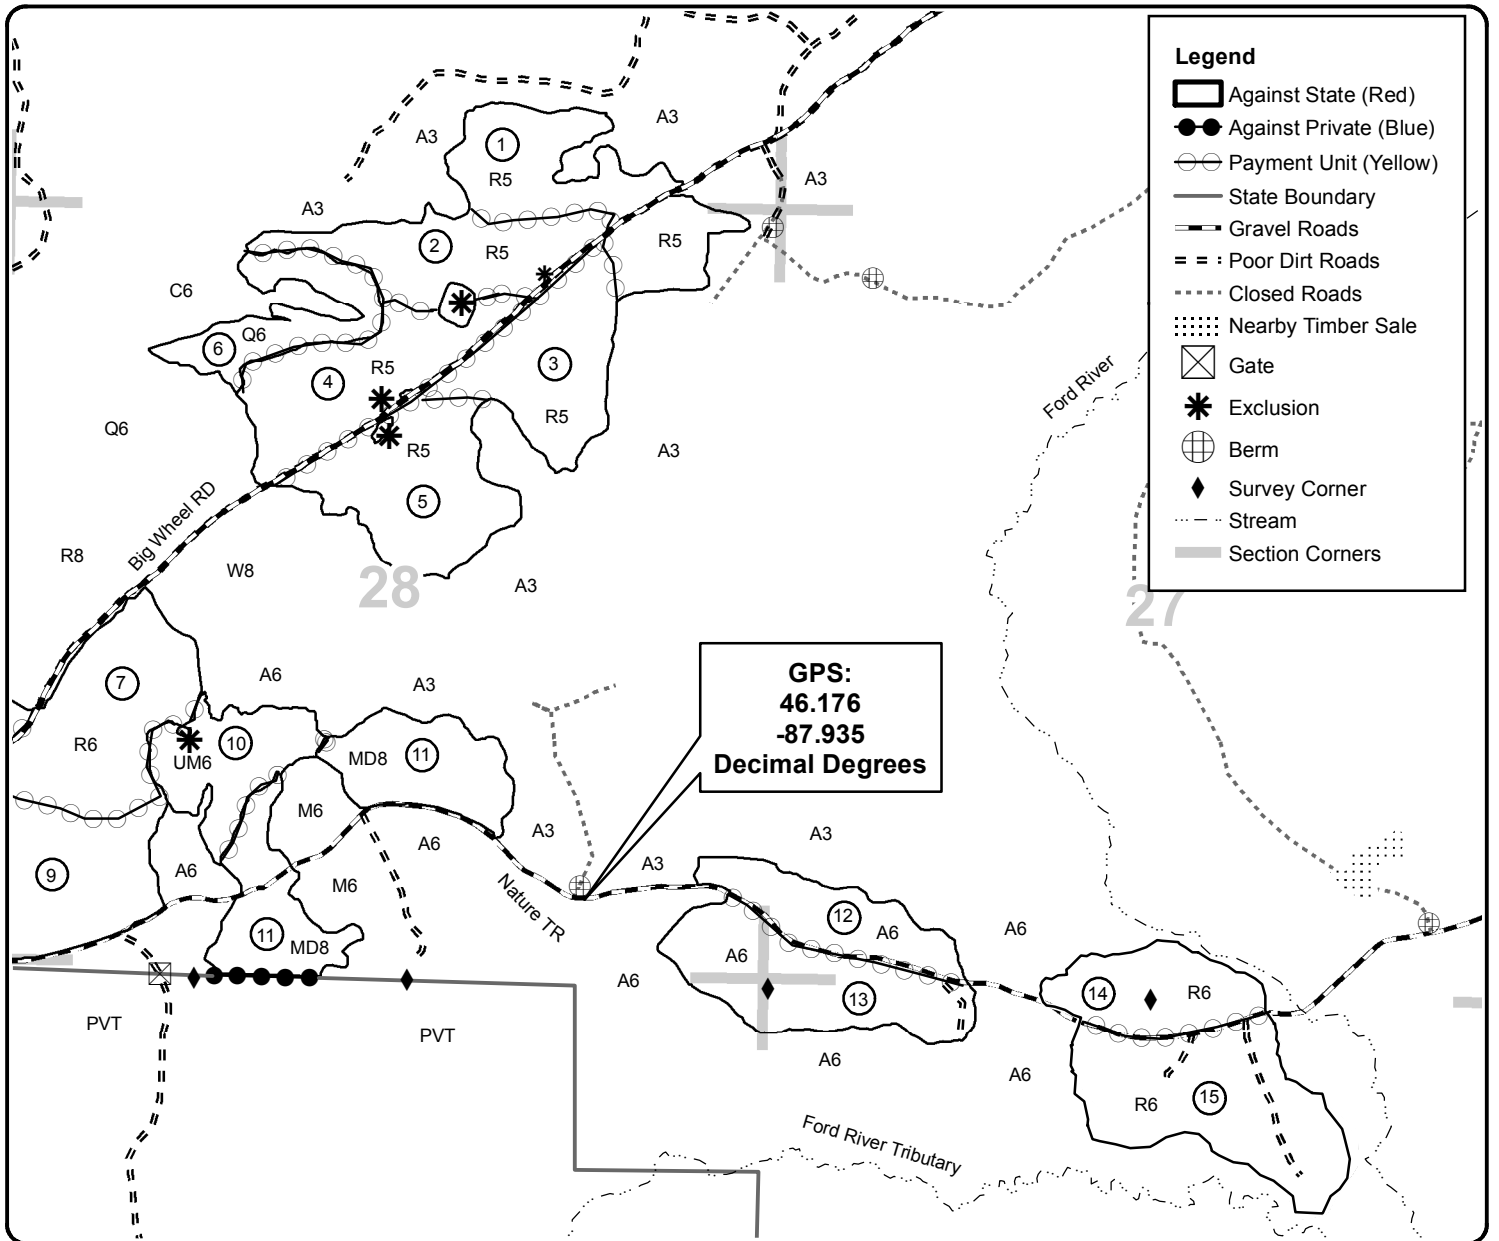 Legend
Against State (Red)
Against Private (Blue)
Payment Unit (Yellow)
State Boundary
Gravel Roads
Poor Dirt Roads
Closed Roads
Nearby Timber Sale
Gate
Exclusion
Berm
Survey Corner
Stream
Section Corners
A3
A3
1
R5
A3
A3
2
R5
R5
C6
Q6
6
R5
4
3
R5
Ford River
Q6
R5
A3
5
Big Wheel RD
R8
W8
28
A3
27
GPS:
46.176
-87.935
Decimal Degrees
7
A6
A3
R6
10
UM6
MD8
11
M6
A6
A3
A3
A3
9
A6
M6
Nature TR
12
A6
A6
11
MD8
A6
A6
13
14
R6
PVT
PVT
A6
A6
R6
15
Ford River Tributary